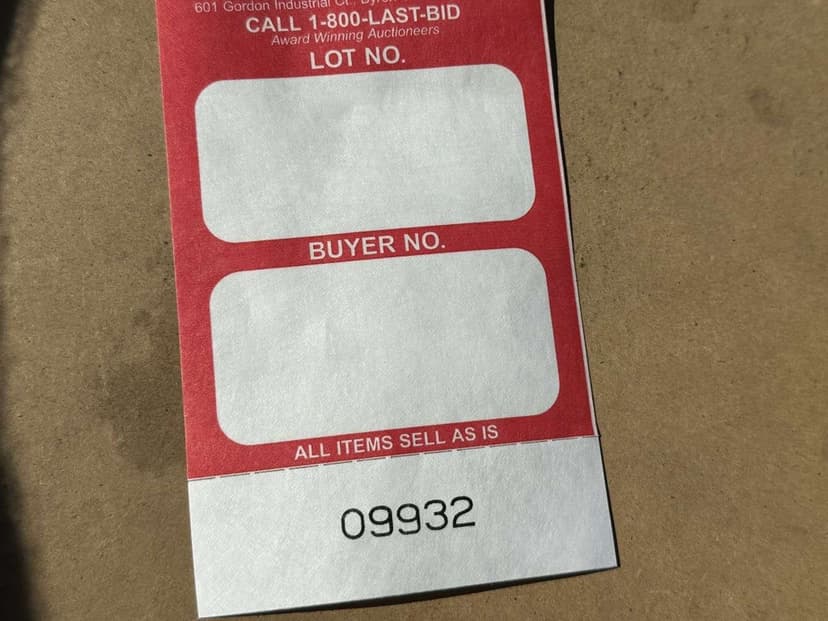 601 Gordon Industrial Ct., Byron
CALL 1-800-LAST-BID
Award Winning Auctioneers
LOT NO.
BUYER NO.
ALL ITEMS SELL AS IS
09932